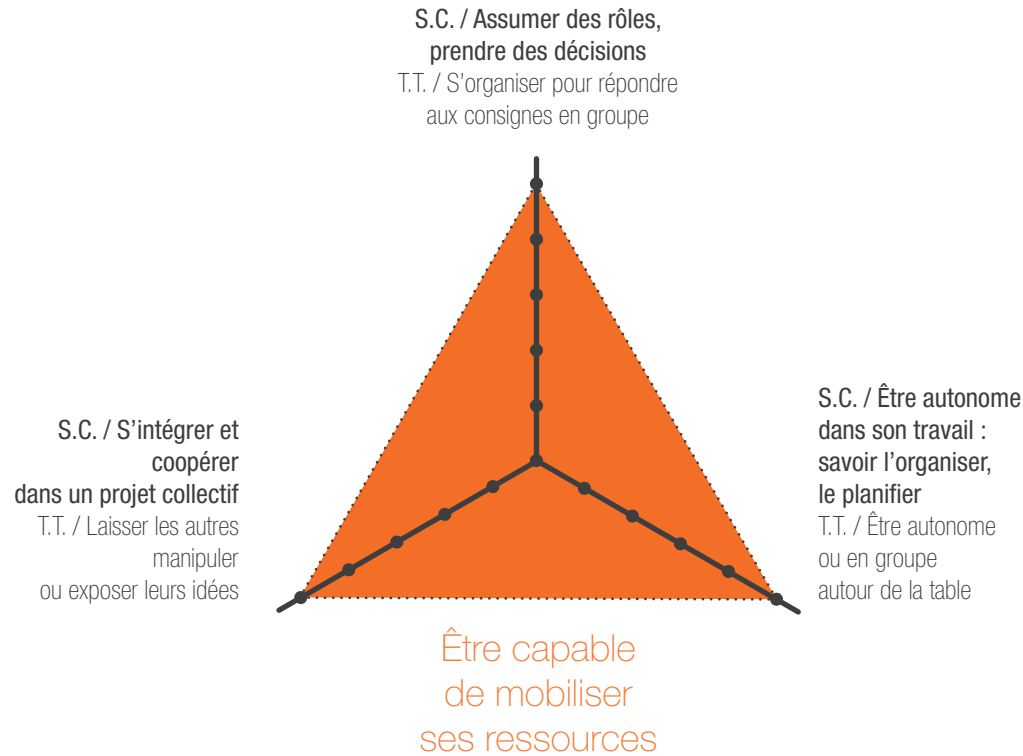 S.C. / Assumer des rôles,
prendre des décisions
T.T. / S’organiser pour répondre
aux consignes en groupe
S.C. / S’intégrer et
coopérer
dans un projet collectif
T.T. / Laisser les autres
manipuler
ou exposer leurs idées
S.C. / Être autonome
dans son travail :
savoir l’organiser,
le planifier
T.T. / Être autonome
ou en groupe
autour de la table
Être capable
de mobiliser
ses ressources